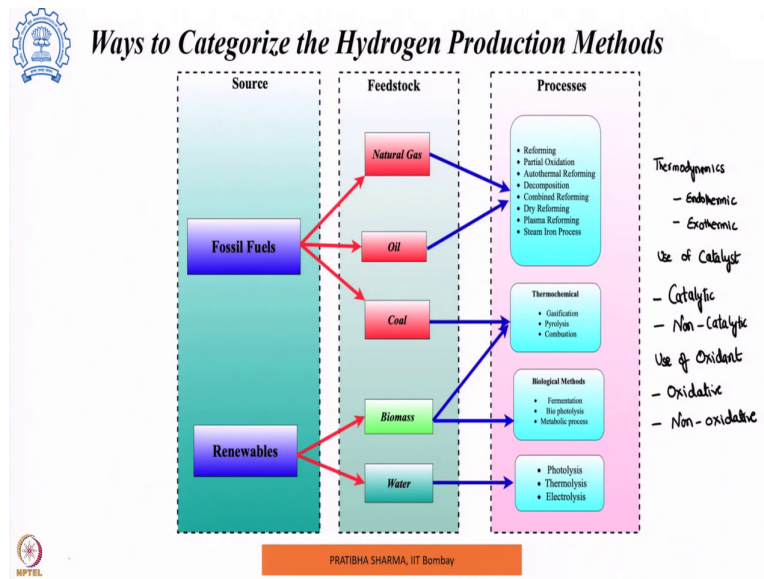 Ways to Categorize the Hydrogen Production Methods
Source
Feedstock
Processes
Fossil Fuels
Renewables
Natural Gas
Oil
Coal
Biomass
Water
• Reforming
• Partial Oxidation
• Autothermal Reforming
• Decomposition
• Combined Reforming
• Dry Reforming
• Plasma Reforming
• Steam Iron Process
Thermochemical
• Gasification
• Pyrolysis
• Combustion
Biological Methods
• Fermentation
• Bio photolysis
• Metabolic process
• Photolysis
• Thermolysis
• Electrolysis
Thermodynemics
- Endothermic
- Exothermic
Use of Catalyst
- Catalytic
- Non-Catalytic
Use of Oxidant
- Oxidative
- Non-oxidative
PRATIBHA SHARMA, IIT Bombay
NPTEL